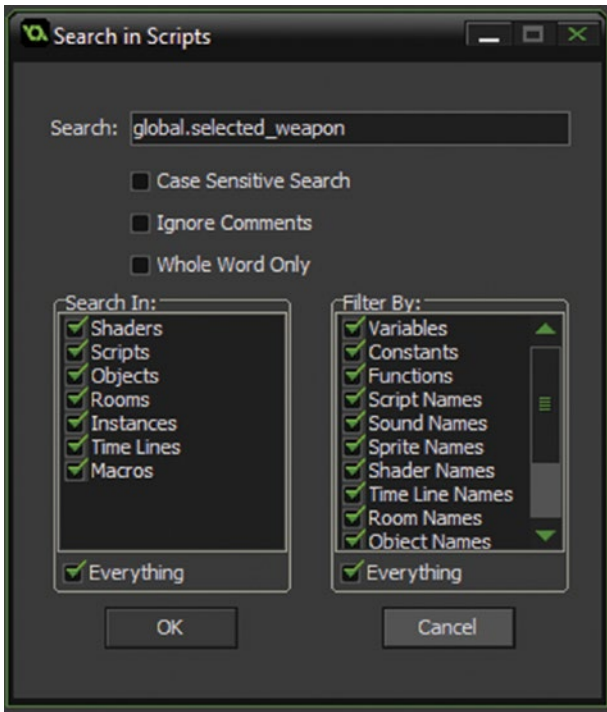 Search in Scripts
Search: global.selected_weapon
Case Sensitive Search
Ignore Comments
Whole Word Only
Search In:
Shaders
Scripts
Objects
Rooms
Instances
Time Lines
Macros
Everything
Filter By:
Variables
Constants
Functions
Script Names
Sound Names
Sprite Names
Shader Names
Time Line Names
Room Names
Object Names
Everything
OK
Cancel